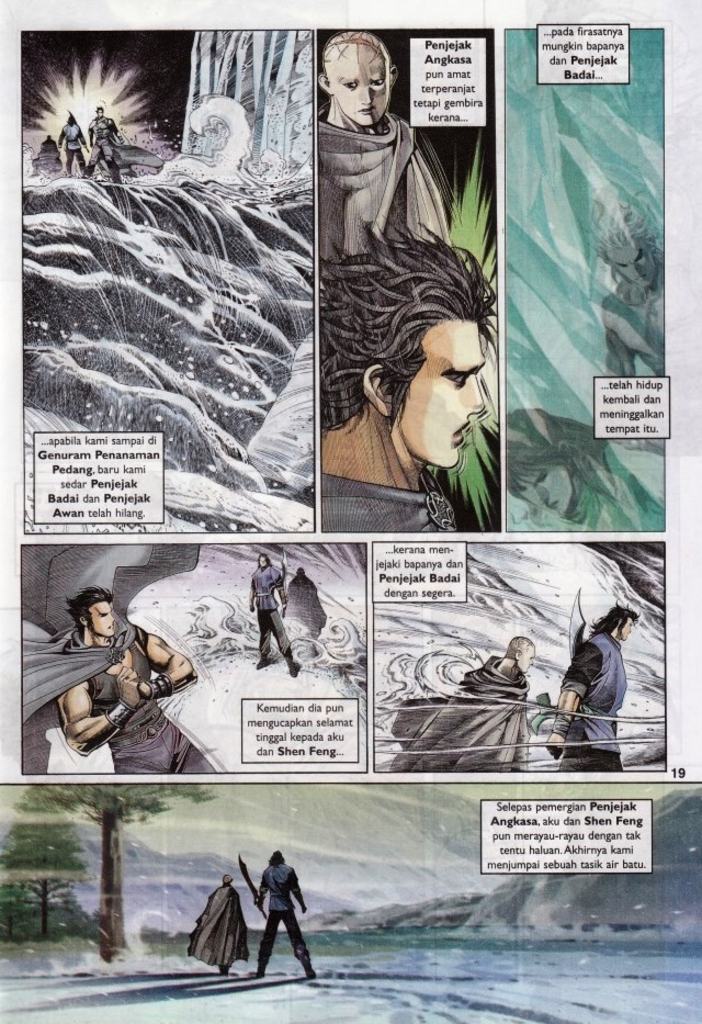 ...apabila kami sampai di
Genuram Penanaman
Pedang, baru kami
sedar Penjejak
Badai dan Penjejak
Awan telah hilang.
Penjejak
Angkasa
pun amat
terperanjat
tetapi gembira
kerana...
...pada firasatnya
mungkin bapanya
dan Penjejak
Badai...
...telah hidup
kembali dan
meninggalkan
tempat itu.
Kemudian dia pun
mengucapkan selamat
tinggal kepada aku
dan Shen Feng...
...kerana men-
jejaki bapanya dan
Penjejak Badai
dengan segera.
19
Selepas pemergian Penjejak
Angkasa, aku dan Shen Feng
pun merayau-rayau dengan tak
tentu haluan. Akhirnya kami
menjumpai sebuah tasik air batu.